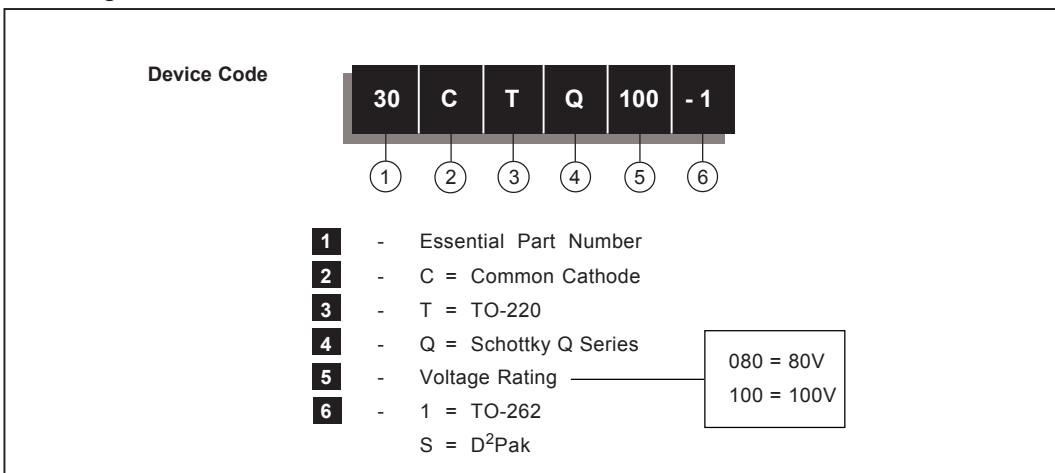 Device Code
30 C T Q 100 - 1
1 2 3 4 5 6
1 - Essential Part Number
2 - C = Common Cathode
3 - T = TO-220
4 - Q = Schottky Q Series
5 - Voltage Rating
080 = 80V
100 = 100V
6 - 1 = TO-262
S = D²Pak